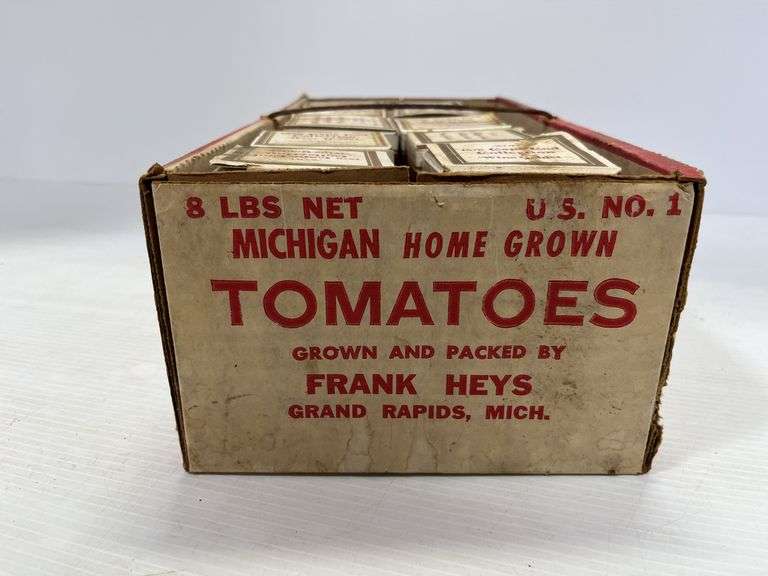 8 LBS NET U.S. NO. 1
MICHIGAN HOME GROWN
TOMATOES
GROWN AND PACKED BY
FRANK HEYS
GRAND RAPIDS, MICH.